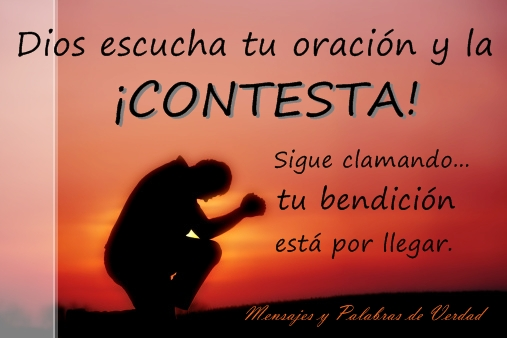 Dios escucha tu oración y la
¡CONTESTA!
Sigue clamando...
tu bendición
está por llegar.
Mensajes y Palabras de Verdad